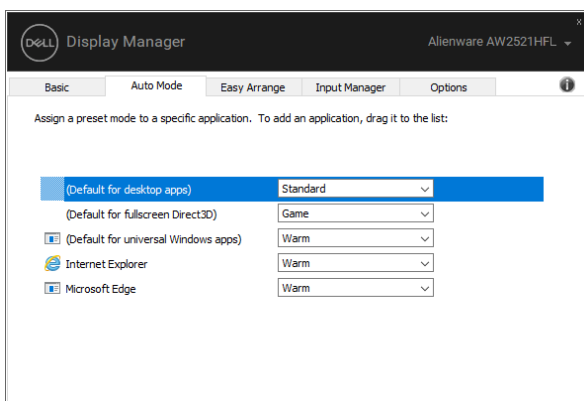 x
DELL Display Manager Alienware AW2521HFL
Basic Auto Mode Easy Arrange Input Manager Options i
Assign a preset mode to a specific application. To add an application, drag it to the list:
(Default for desktop apps) Standard
(Default for fullscreen Direct3D) Game
(Default for universal Windows apps) Warm
Internet Explorer Warm
Microsoft Edge Warm